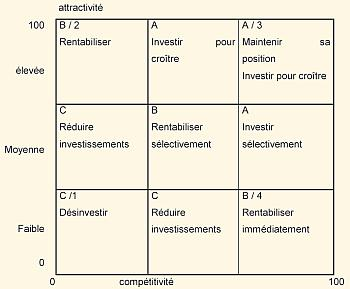 attractivité
100
B / 2
Rentabiliser
A
Investir pour
croître
A / 3
Maintenir sa
position
Investir pour croître
élevée
C
Réduire
investissements
B
Rentabiliser
sélectivement
A
Investir
sélectivement
Moyenne
C /1
Désinvestir
C
Réduire
investissements
B / 4
Rentabiliser
immédiatement
Faible
0
0
compétitivité
100